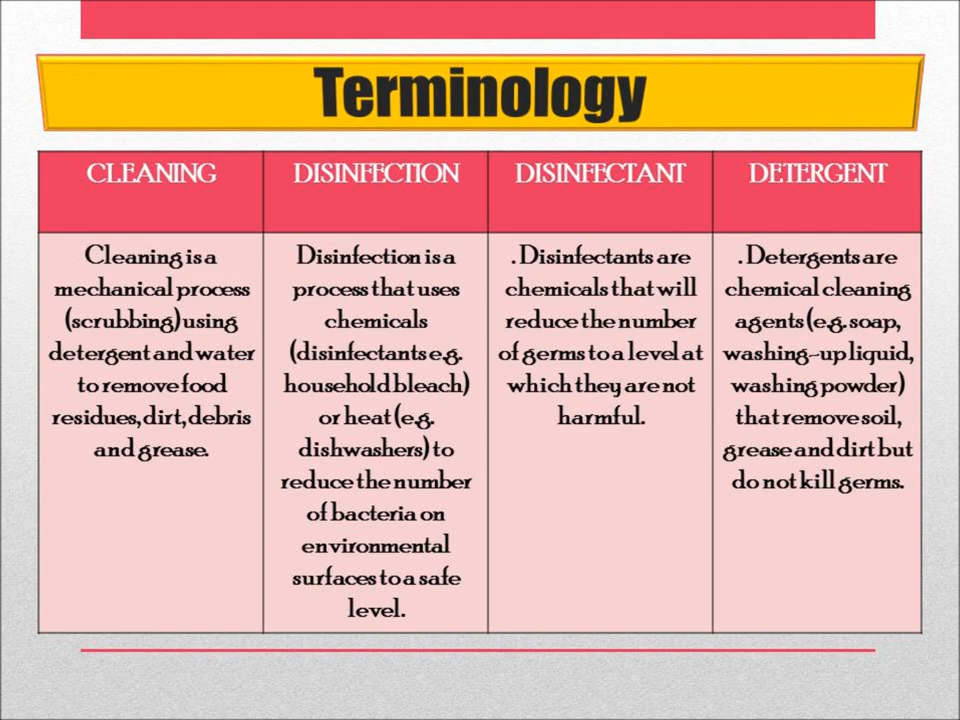 Terminology
CLEANING
DISINFECTION
DISINFECTANT
DETERGENT
Cleaning is a
mechanical process
(scrubbing) using
detergent and water
to remove food
residues, dirt, debris
and grease.
Disinfection is a
process that uses
chemicals
(disinfectants e.g.
household bleach)
or heat (e.g.
dishwashers) to
reduce the number
of bacteria on
environmental
surfaces to a safe
level.
. Disinfectants are
chemicals that will
reduce the number
of germs to a level at
which they are not
harmful.
. Detergents are
chemical cleaning
agents (e.g. soap,
washing-up liquid,
washing powder)
that remove soil,
grease and dirt but
do not kill germs.